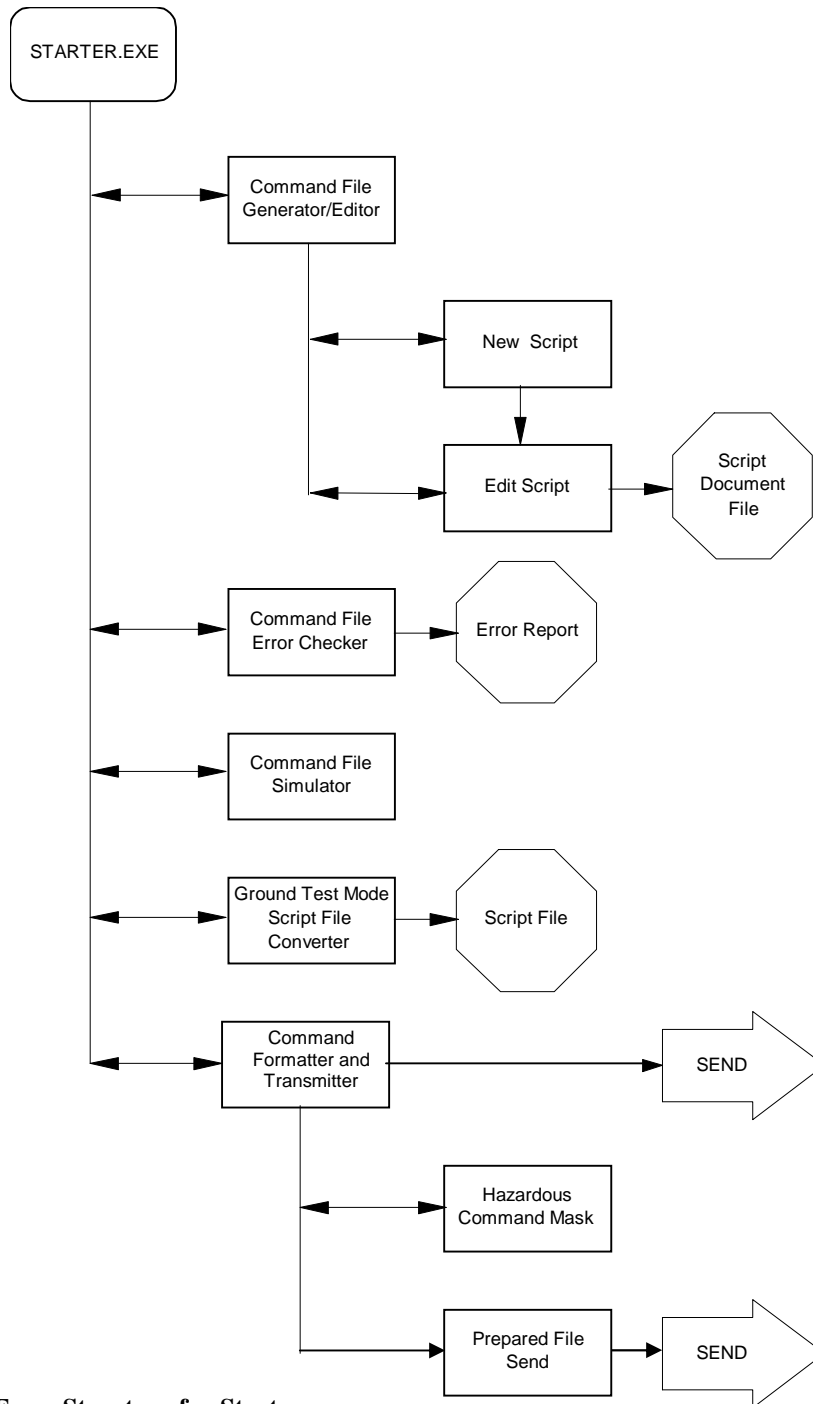 STARTER.EXE
Command File
Generator/Editor
New Script
Edit Script
Script
Document
File
Command File
Error Checker
Error Report
Command File
Simulator
Ground Test Mode
Script File
Converter
Script File
Command
Formatter and
Transmitter
SEND
Hazardous
Command Mask
Prepared File
Send
SEND